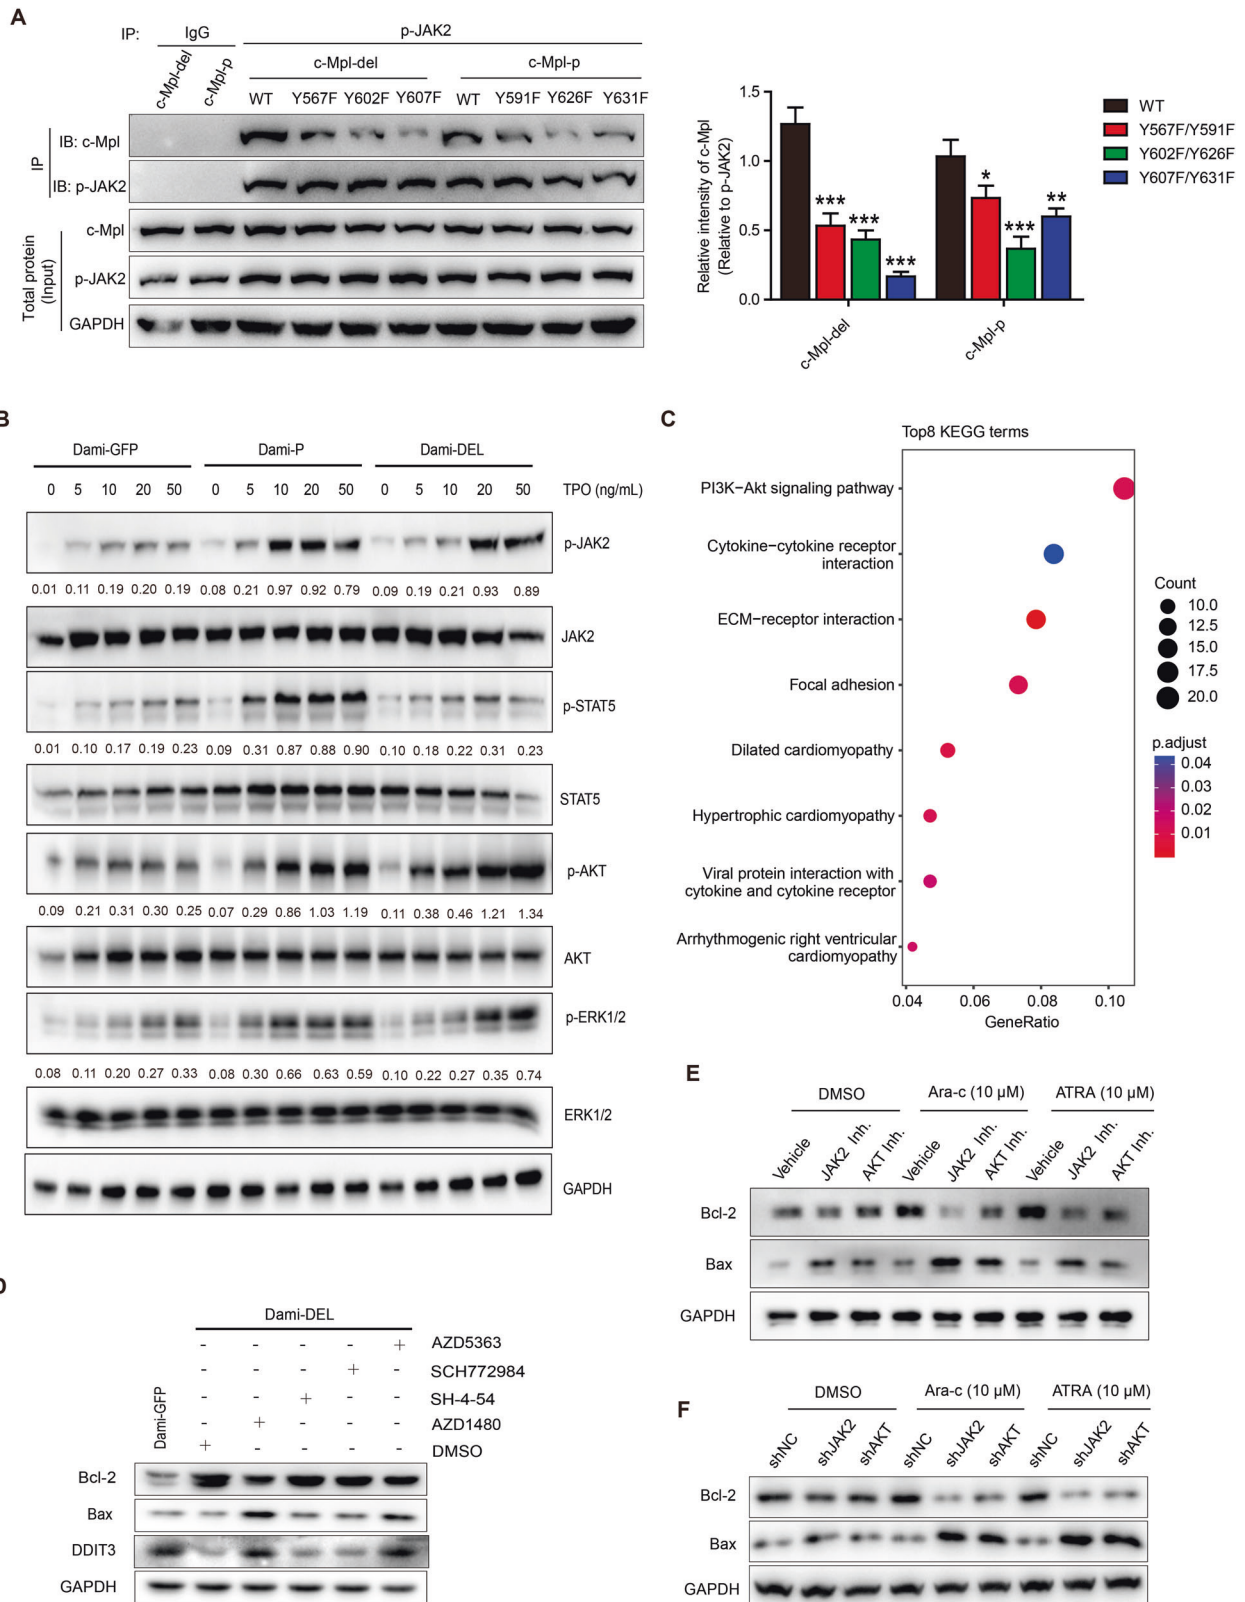 A
IP: IgG p-JAK2
c-Mpl-del c-Mpl-p
c-Mpl-del c-Mpl-p WT Y567F Y602F Y607F WT Y591F Y626F Y631F
IP
IB: c-Mpl
IB: p-JAK2
Total protein
(Input)
c-Mpl
p-JAK2
GAPDH
Relative intensity of c-Mpl
(Relative to p-JAK2)
1.5
1.0
0.5
0.0
*** *** ***
* *** **
c-Mpl-del c-Mpl-p
WT
Y567F/Y591F
Y602F/Y626F
Y607F/Y631F
B
Dami-GFP Dami-P Dami-DEL
0 5 10 20 50 0 5 10 20 50 0 5 10 20 50 TPO (ng/mL)
p-JAK2
0.01 0.11 0.19 0.20 0.19 0.08 0.21 0.97 0.92 0.79 0.09 0.19 0.21 0.93 0.89
JAK2
p-STAT5
0.01 0.10 0.17 0.19 0.23 0.09 0.31 0.87 0.88 0.90 0.10 0.18 0.22 0.31 0.23
STAT5
p-AKT
0.09 0.21 0.31 0.30 0.25 0.07 0.29 0.86 1.03 1.19 0.11 0.38 0.46 1.21 1.34
AKT
p-ERK1/2
0.08 0.11 0.20 0.27 0.33 0.08 0.30 0.66 0.63 0.59 0.10 0.22 0.27 0.35 0.74
ERK1/2
GAPDH
C
Top8 KEGG terms
PI3K−Akt signaling pathway
Cytokine−cytokine receptor
interaction
ECM−receptor interaction
Focal adhesion
Dilated cardiomyopathy
Hypertrophic cardiomyopathy
Viral protein interaction with
cytokine and cytokine receptor
Arrhythmogenic right ventricular
cardiomyopathy
0.04 0.06 0.08 0.10
GeneRatio
Count
10.0
12.5
15.0
17.5
20.0
p.adjust
0.04
0.03
0.02
0.01
D
Dami-DEL
Dami-GFP
- - - - + AZD5363
- - - + - SCH772984
- - + - - SH-4-54
- + - - - AZD1480
+ - - - - DMSO
Bcl-2
Bax
DDIT3
GAPDH
E
DMSO Ara-c (10 μM) ATRA (10 μM)
Vehicle JAK2 Inh. AKT Inh. Vehicle JAK2 Inh. AKT Inh. Vehicle JAK2 Inh. AKT Inh.
Bcl-2
Bax
GAPDH
F
DMSO Ara-c (10 μM) ATRA (10 μM)
shNC shJAK2 shAKT shNC shJAK2 shAKT shNC shJAK2 shAKT
Bcl-2
Bax
GAPDH